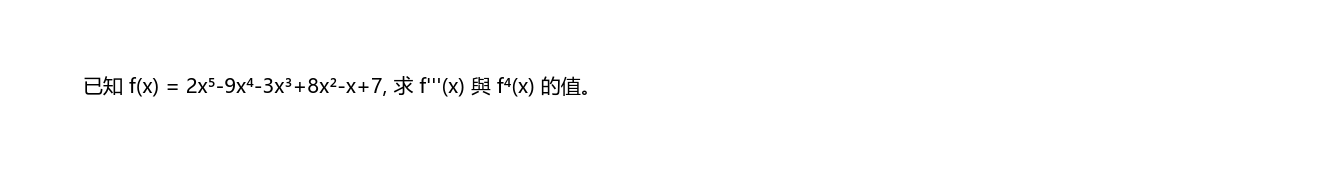 已知 f(x) = 2x⁵-9x⁴-3x³+8x²-x+7, 求 f'''(x) 與 f⁴(x) 的值。